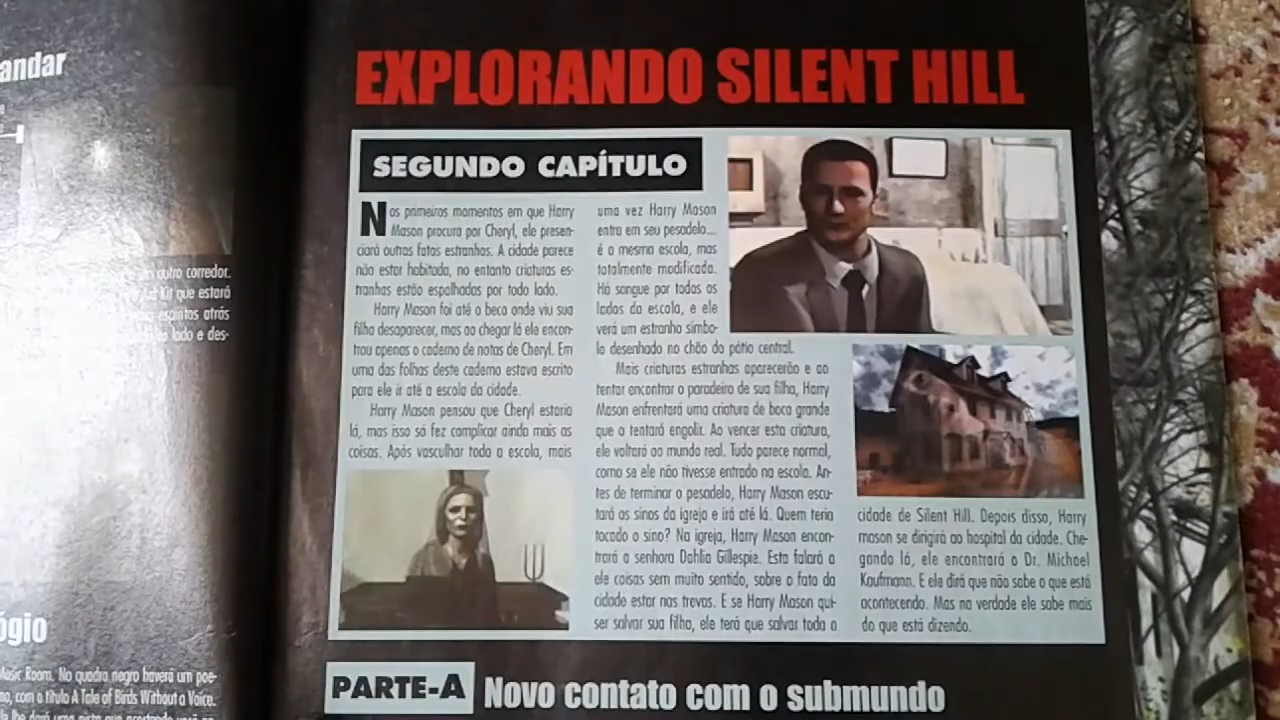 andar
outro corredor.
Kit que estará
espinhos atrás
lado e des-
ógio
Music Room. No quadro negro haverá um poe-
ma, com o título A Tale of Birds Without a Voice.
EXPLORANDO SILENT HILL
SEGUNDO CAPÍTULO
Nos primeiros momentos em que Harry
Mason procura por Cheryl, ele presen-
ciará outros fatos estranhos. A cidade parece
não estar habitada, no entanto criaturas es-
tranhas estão espalhadas por todo lado.
Harry Mason foi até o beco onde viu sua
filha desaparecer, mas ao chegar lá ele encon-
trou apenas o caderno de notas de Cheryl. Em
uma das folhas deste caderno estava escrito
para ele ir até a escola da cidade.
Harry Mason pensou que Cheryl estaria
lá, mas isso só fez complicar ainda mais as
coisas. Após vasculhar toda a escola, mais
uma vez Harry Mason
entra em seu pesadelo...
é a mesma escola, mas
totalmente modificada.
Há sangue por todos os
lados da escola, e ele
verá um estranho símbo-
lo desenhado no chão do pátio central.
Mais criaturas estranhas aparecerão e ao
tentar encontrar o paradeiro de sua filha, Harry
Mason enfrentará uma criatura de boca grande
que o tentará engolir. Ao vencer esta criatura,
ele voltará ao mundo real. Tudo parece normal,
como se ele não tivesse entrado na escola. An-
tes de terminar o pesadelo, Harry Mason escu-
tará os sinos da igreja e irá até lá. Quem teria
tocado o sino? Na igreja, Harry Mason encon-
trará a senhora Dahlia Gillespie. Esta falará a
ele coisas sem muito sentido, sobre o fato da
cidade estar nas trevas. E se Harry Mason qui-
ser salvar sua filha, ele terá que salvar toda a
cidade de Silent Hill. Depois disso, Harry
mason se dirigirá ao hospital da cidade. Che-
gando lá, ele encontrará o Dr. Michael
Kaufmann. E ele dirá que não sabe o que está
acontecendo. Mas na verdade ele sabe mais
do que está dizendo.
PARTE-A Novo contato com o submundo